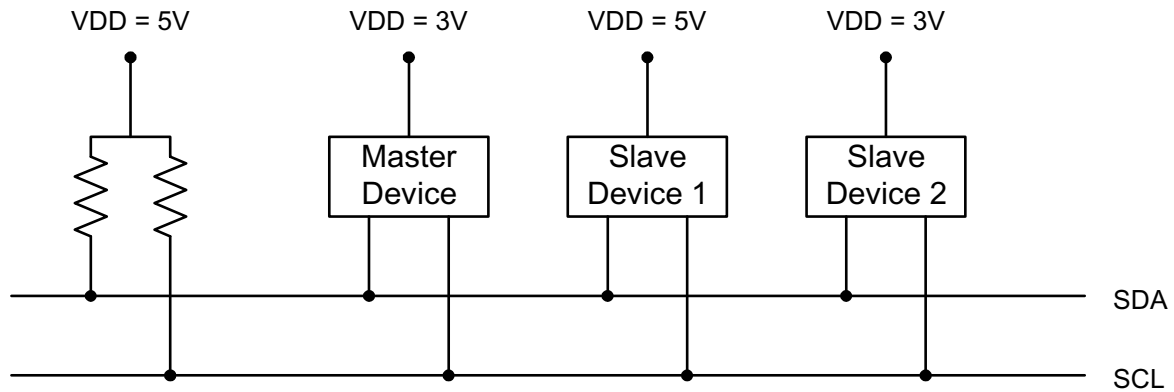 VDD = 5V VDD = 3V VDD = 5V VDD = 3V
Master
Device
Slave
Device 1
Slave
Device 2
SDA
SCL